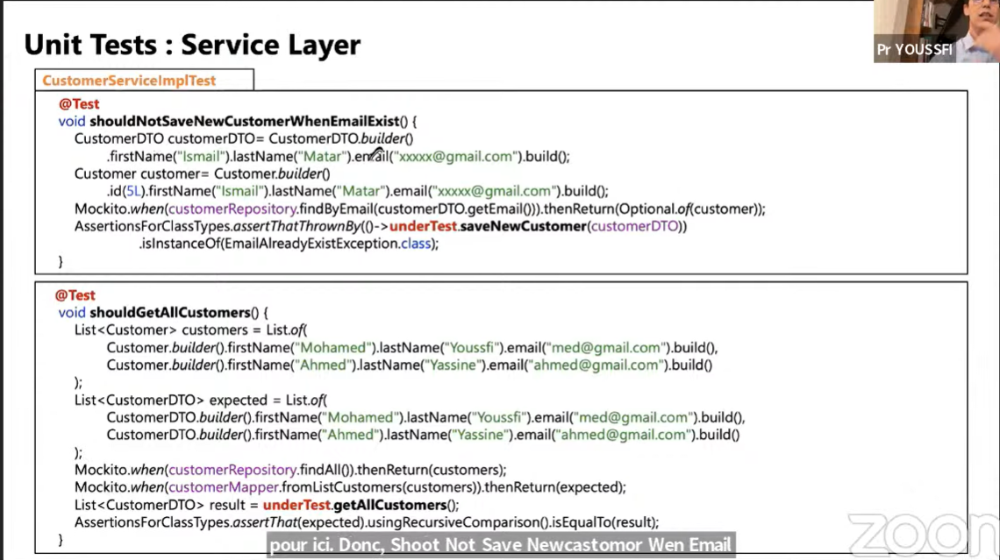 Unit Tests : Service Layer
Pr YOUSSFI
CustomerServiceImplTest
@Test
void shouldNotSaveNewCustomerWhenEmailExist() {
CustomerDTO customerDTO= CustomerDTO.builder()
.firstName("Ismail").lastName("Matar").email("xxxxx@gmail.com").build();
Customer customer= Customer.builder()
.id(5L).firstName("Ismail").lastName("Matar").email("xxxxx@gmail.com").build();
Mockito.when(customerRepository.findByEmail(customerDTO.getEmail())).thenReturn(Optional.of(customer));
AssertionsForClassTypes.assertThatThrownBy(()->underTest.saveNewCustomer(customerDTO))
.isInstanceOf(EmailAlreadyExistException.class);
}
@Test
void shouldGetAllCustomers() {
List<Customer> customers = List.of(
Customer.builder().firstName("Mohamed").lastName("Youssfi").email("med@gmail.com").build(),
Customer.builder().firstName("Ahmed").lastName("Yassine").email("ahmed@gmail.com").build()
);
List<CustomerDTO> expected = List.of(
CustomerDTO.builder().firstName("Mohamed").lastName("Youssfi").email("med@gmail.com").build(),
CustomerDTO.builder().firstName("Ahmed").lastName("Yassine").email("ahmed@gmail.com").build()
);
Mockito.when(customerRepository.findAll()).thenReturn(customers);
Mockito.when(customerMapper.fromListCustomers(customers)).thenReturn(expected);
List<CustomerDTO> result = underTest.getAllCustomers();
AssertionsForClassTypes.assertThat(expected).usingRecursiveComparison().isEqualTo(result);
}
pour ici. Donc, Shoot Not Save Newcastomor Wen Email
zoom